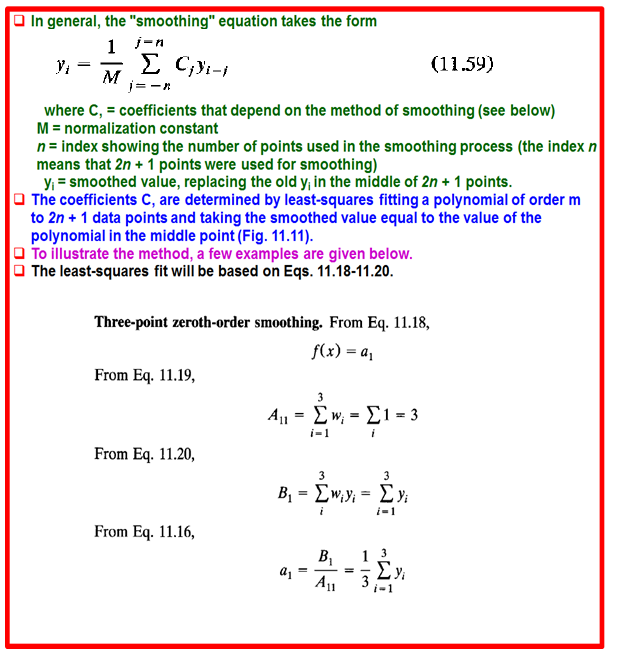 In general, the "smoothing" equation takes the form
y_i = \frac{1}{M} \sum_{j=-n}^{j=n} C_j y_{i-j} (11.59)
where C, = coefficients that depend on the method of smoothing (see below)
M = normalization constant
n = index showing the number of points used in the smoothing process (the index n
means that 2n + 1 points were used for smoothing)
y_i = smoothed value, replacing the old y_i in the middle of 2n + 1 points.
The coefficients C, are determined by least-squares fitting a polynomial of order m
to 2n + 1 data points and taking the smoothed value equal to the value of the
polynomial in the middle point (Fig. 11.11).
To illustrate the method, a few examples are given below.
The least-squares fit will be based on Eqs. 11.18-11.20.
Three-point zeroth-order smoothing. From Eq. 11.18,
f(x) = a_1
From Eq. 11.19,
A_{11} = \sum_{i=1}^{3} w_i = \sum_i 1 = 3
From Eq. 11.20,
B_1 = \sum_i^3 w_i y_i = \sum_{i=1}^{3} y_i
From Eq. 11.16,
a_1 = \frac{B_1}{A_{11}} = \frac{1}{3} \sum_{i=1}^{3} y_i